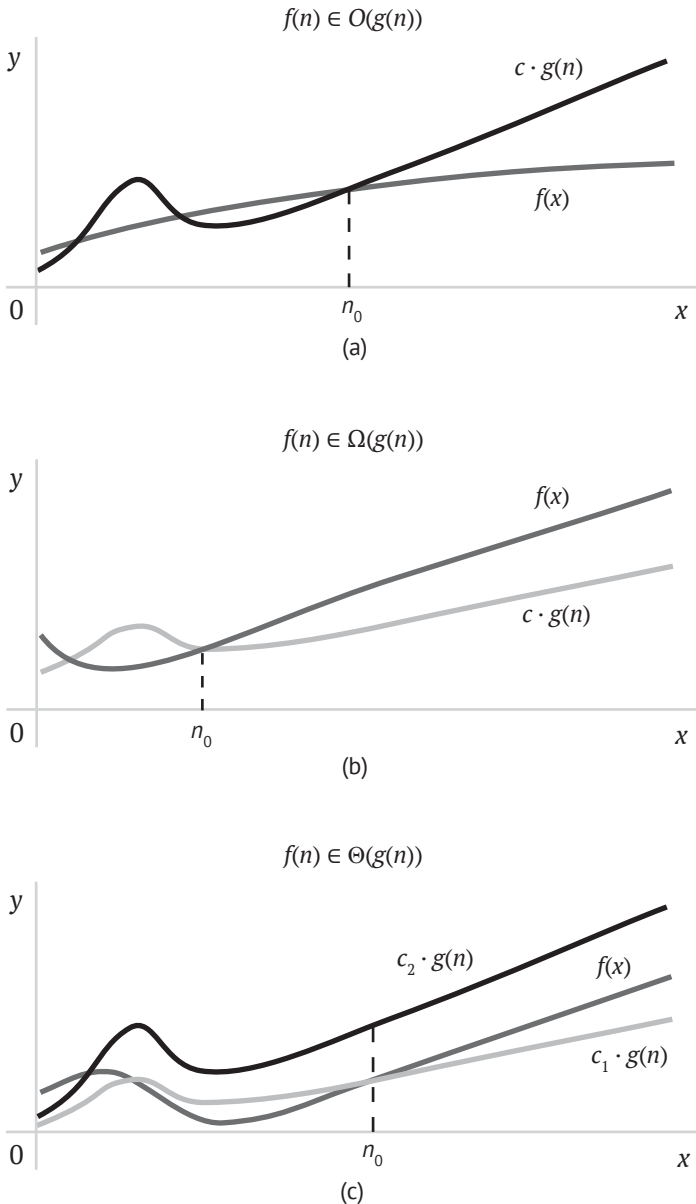 f(n) ∈ O(g(n))
y
c · g(n)
f(x)
0
n₀
x
(a)
f(n) ∈ Ω(g(n))
y
f(x)
c · g(n)
0
n₀
x
(b)
f(n) ∈ Θ(g(n))
y
c₂ · g(n)
f(x)
c₁ · g(n)
0
n₀
x
(c)